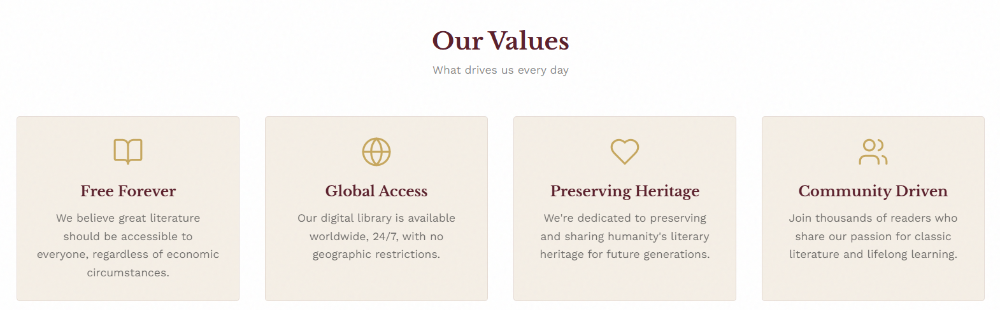 Our Values
What drives us every day
Free Forever
We believe great literature
should be accessible to
everyone, regardless of economic
circumstances.
Global Access
Our digital library is available
worldwide, 24/7, with no
geographic restrictions.
Preserving Heritage
We're dedicated to preserving
and sharing humanity's literary
heritage for future generations.
Community Driven
Join thousands of readers who
share our passion for classic
literature and lifelong learning.